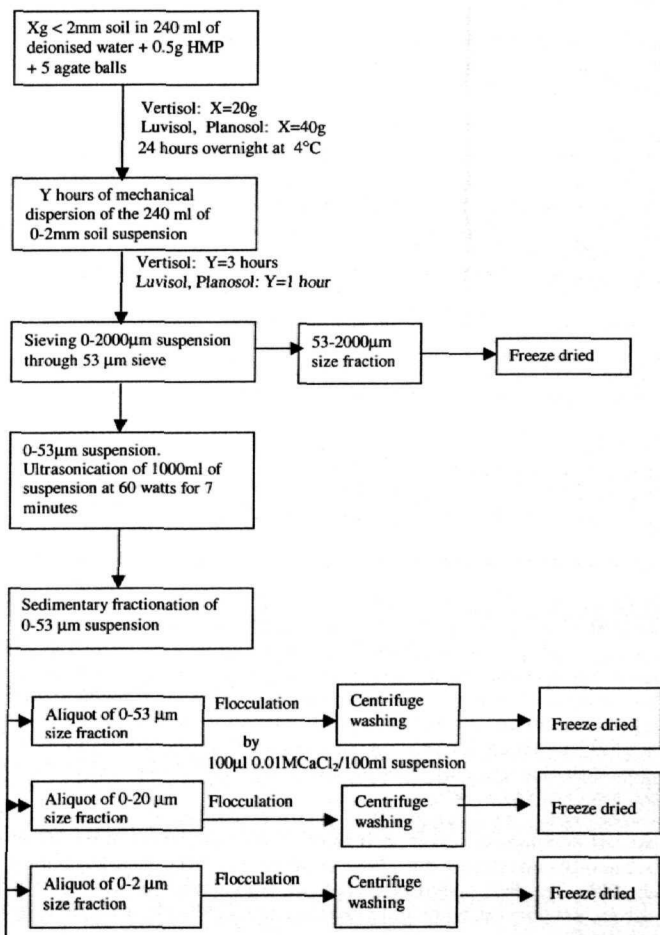 Xg < 2mm soil in 240 ml of
deionised water + 0.5g HMP
+ 5 agate balls
Vertisol: X=20g
Luvisol, Planosol: X=40g
24 hours overnight at 4°C
Y hours of mechanical
dispersion of the 240 ml of
0-2mm soil suspension
Vertisol: Y=3 hours
Luvisol, Planosol: Y=1 hour
Sieving 0-2000µm suspension
through 53 µm sieve
53-2000µm
size fraction
Freeze dried
0-53µm suspension.
Ultrasonication of 1000ml of
suspension at 60 watts for 7
minutes
Sedimentary fractionation of
0-53 µm suspension
Aliquot of 0-53 µm
size fraction
Flocculation
Centrifuge
washing
Freeze dried
by
100µl 0.01MCaCl₂/100ml suspension
Aliquot of 0-20 µm
size fraction
Flocculation
Centrifuge
washing
Freeze dried
Aliquot of 0-2 µm
size fraction
Flocculation
Centrifuge
washing
Freeze dried